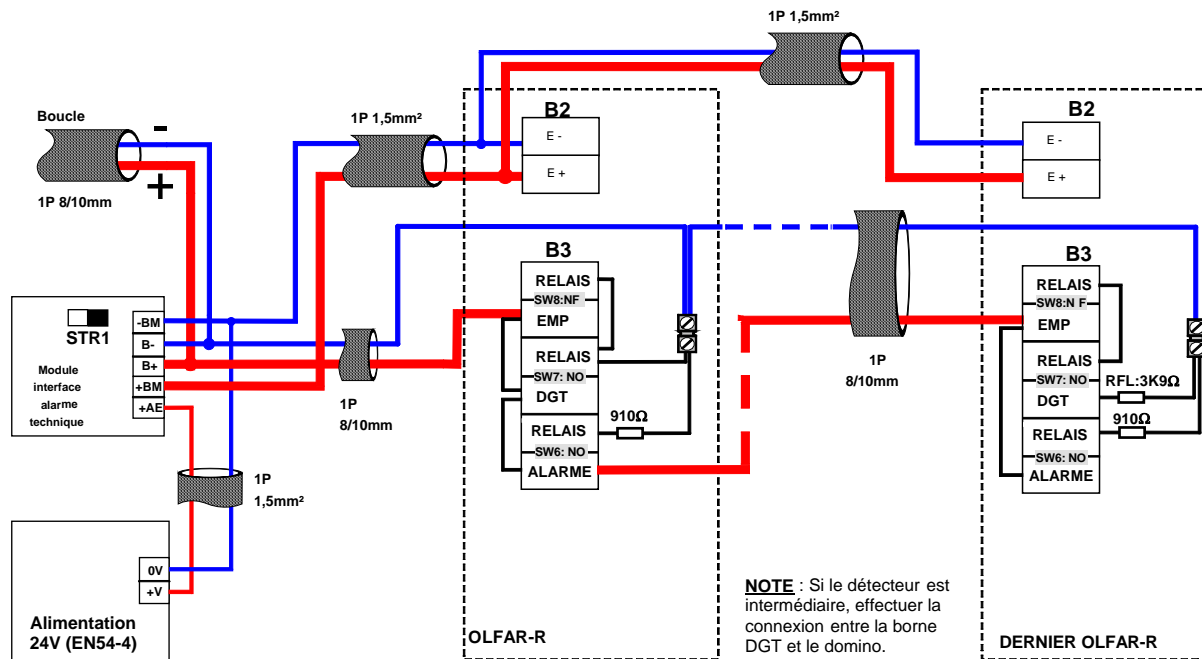 1P 1,5mm²
Boucle
-
+
1P 8/10mm
1P 1,5mm²
B2
E -
E +
B2
E -
E +
STR1
Module
interface
alarme
technique
-BM
B-
B+
+BM
+AE
1P
8/10mm
B3
RELAIS
SW8:NF
EMP
RELAIS
SW7: NO
DGT
RELAIS
SW6: NO
ALARME
910Ω
1P
8/10mm
B3
RELAIS
SW8:N F
EMP
RELAIS
SW7: NO
DGT
RELAIS
SW6: NO
ALARME
RFL:3K9Ω
910Ω
1P
1,5mm²
0V
+V
Alimentation
24V (EN54-4)
OLFAR-R
NOTE : Si le détecteur est
intermédiaire, effectuer la
connexion entre la borne
DGT et le domino.
DERNIER OLFAR-R